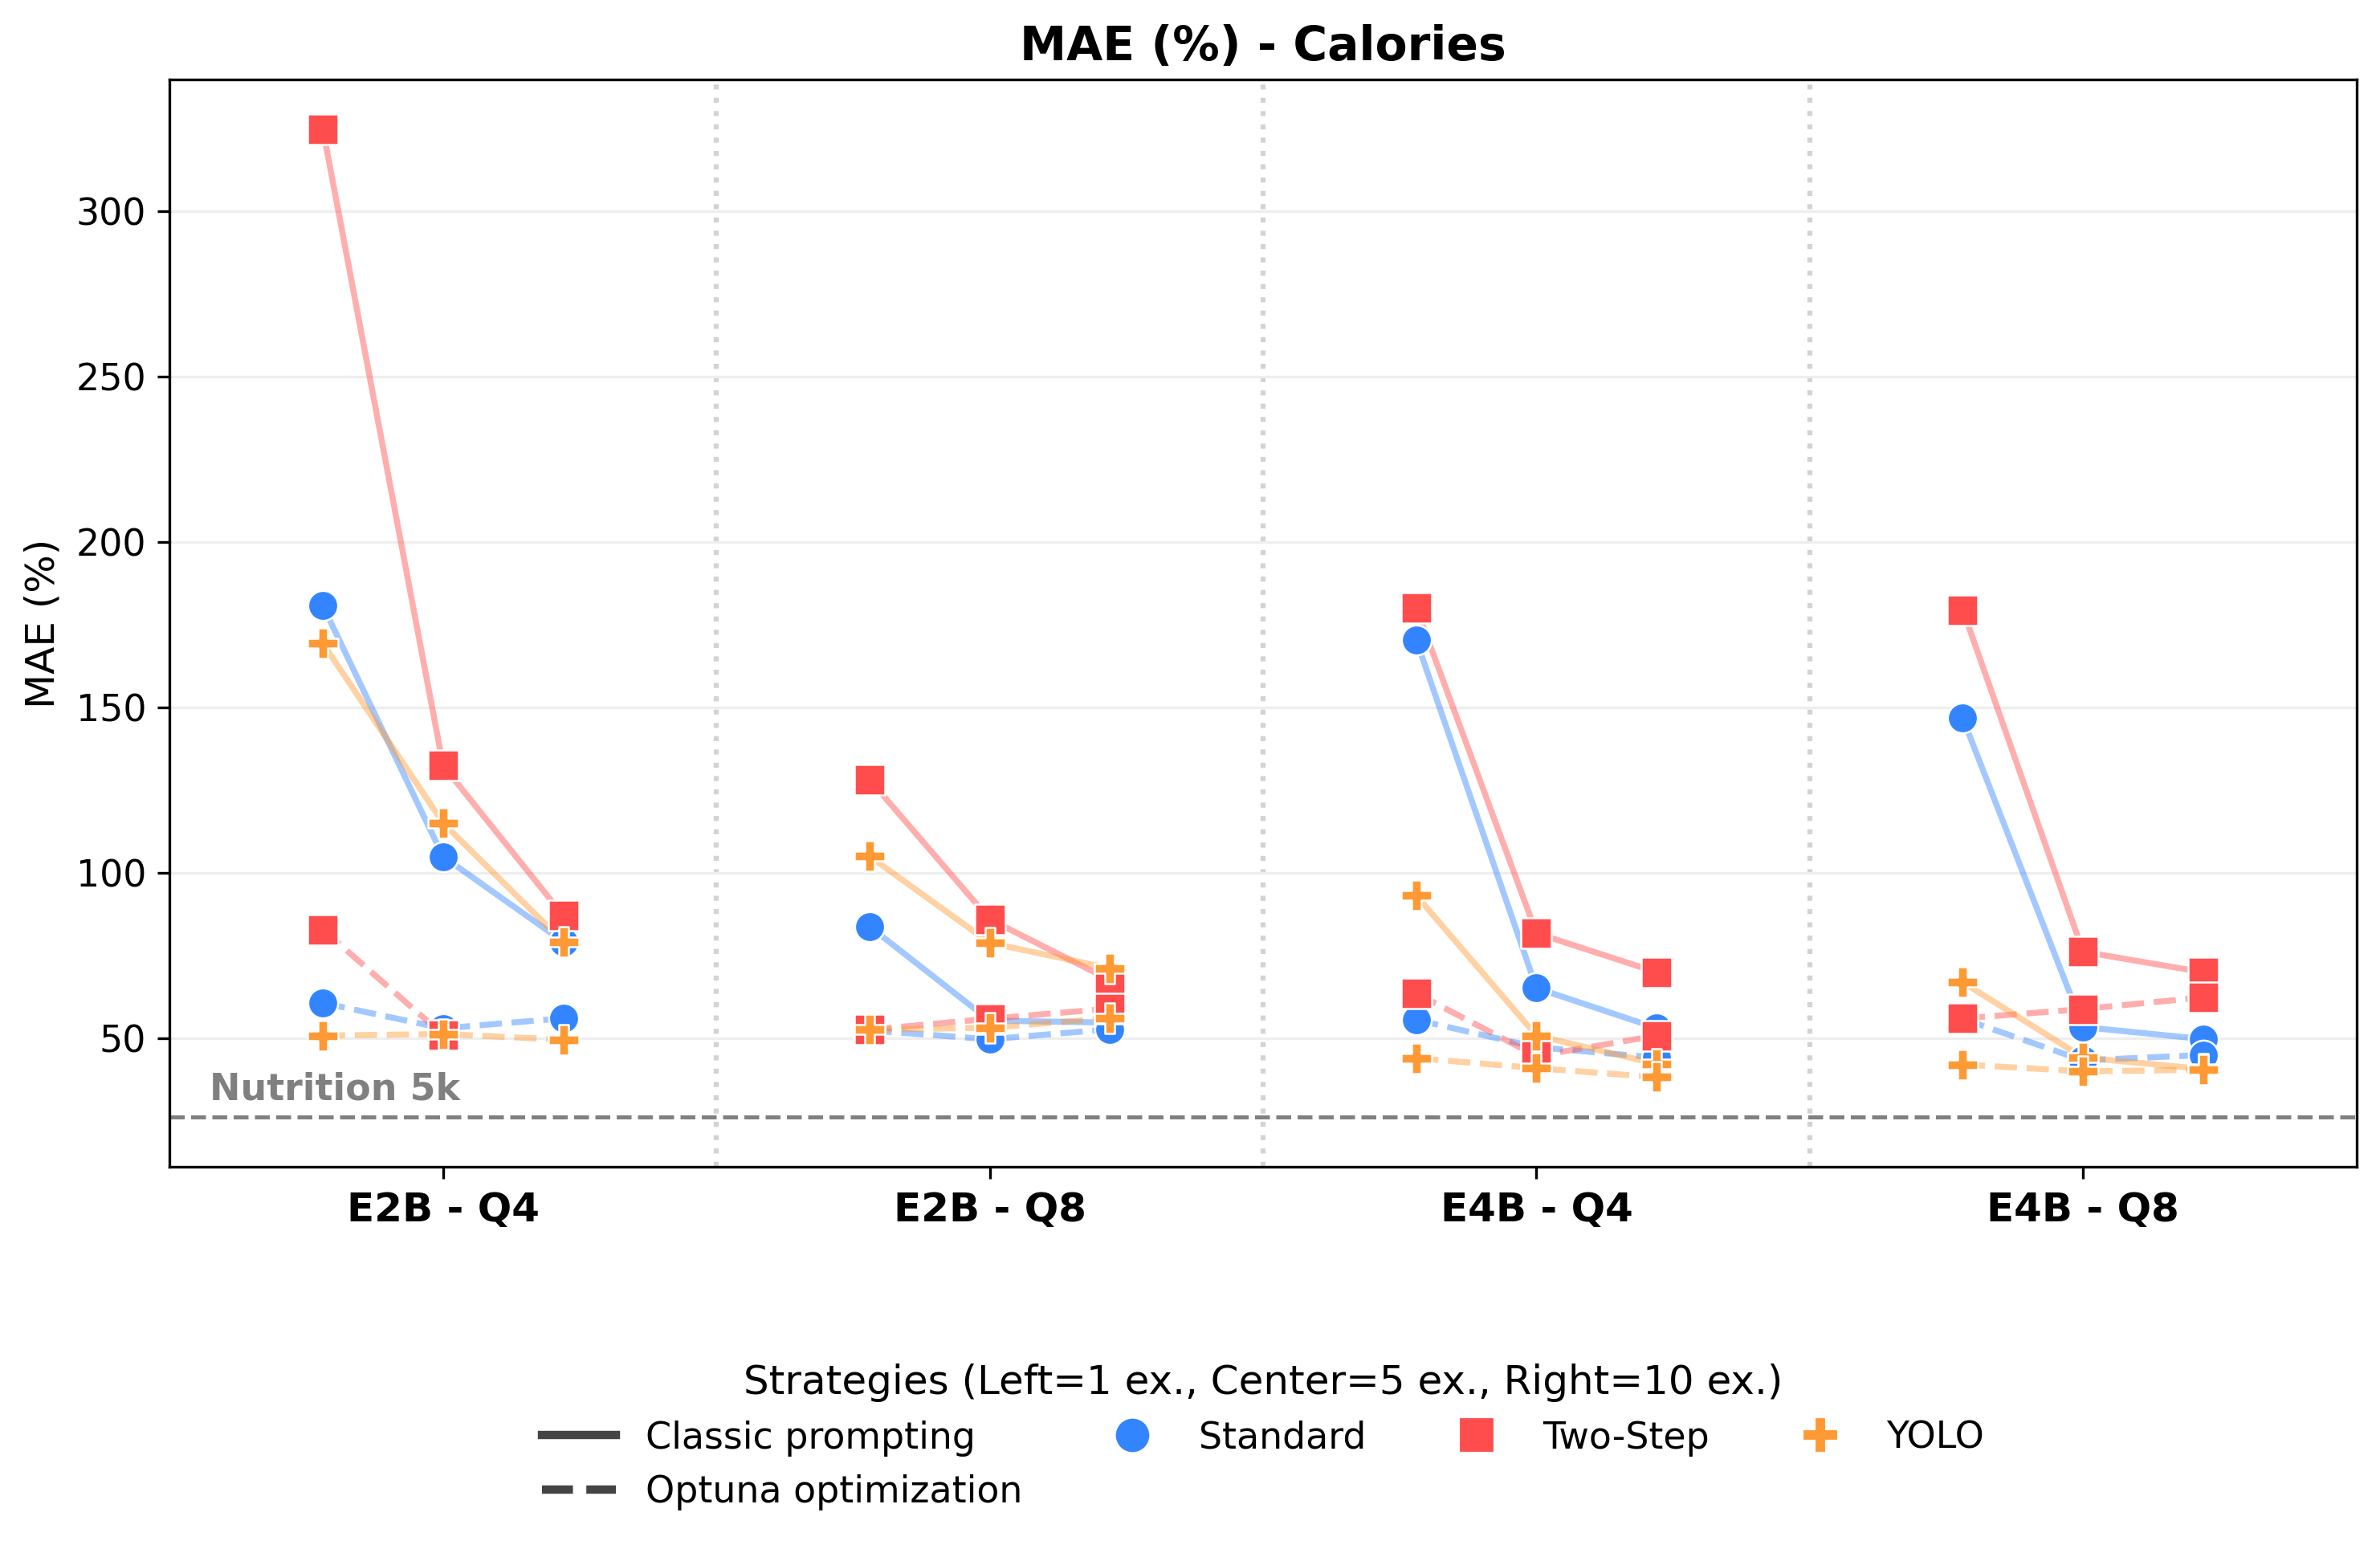 MAE (%) - Calories
MAE (%)
300
250
200
150
100
50
Nutrition 5k
E2B - Q4
E2B - Q8
E4B - Q4
E4B - Q8
Strategies (Left=1 ex., Center=5 ex., Right=10 ex.)
Classic prompting
Optuna optimization
Standard
Two-Step
YOLO